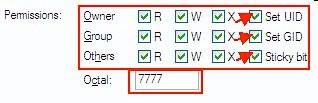 Permissions: Owner R W X Set UID
Group R W X Set GID
Others R W X Sticky bit
Octal: 7777